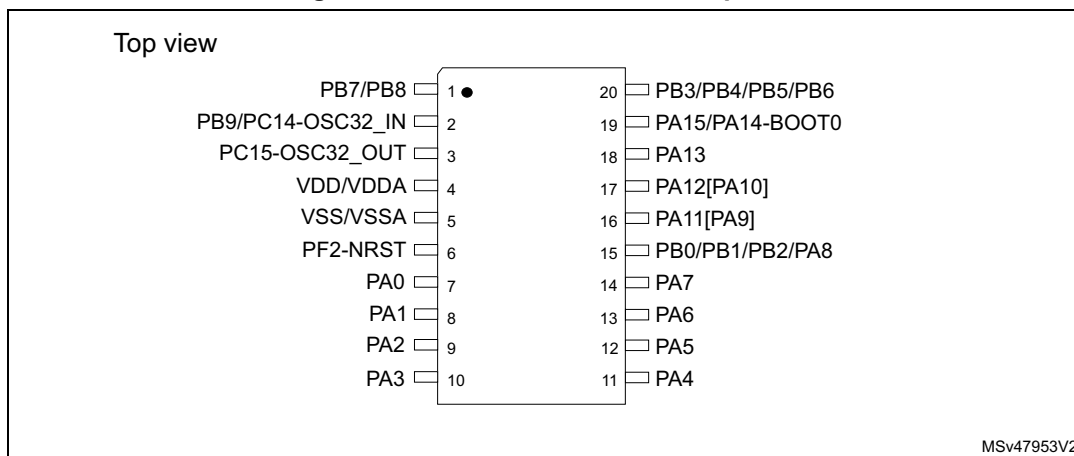 Top view
PB7/PB8 1 20 PB3/PB4/PB5/PB6
PB9/PC14-OSC32_IN 2 19 PA15/PA14-BOOT0
PC15-OSC32_OUT 3 18 PA13
VDD/VDDA 4 17 PA12[PA10]
VSS/VSSA 5 16 PA11[PA9]
PF2-NRST 6 15 PB0/PB1/PB2/PA8
PA0 7 14 PA7
PA1 8 13 PA6
PA2 9 12 PA5
PA3 10 11 PA4
MSv47953V2